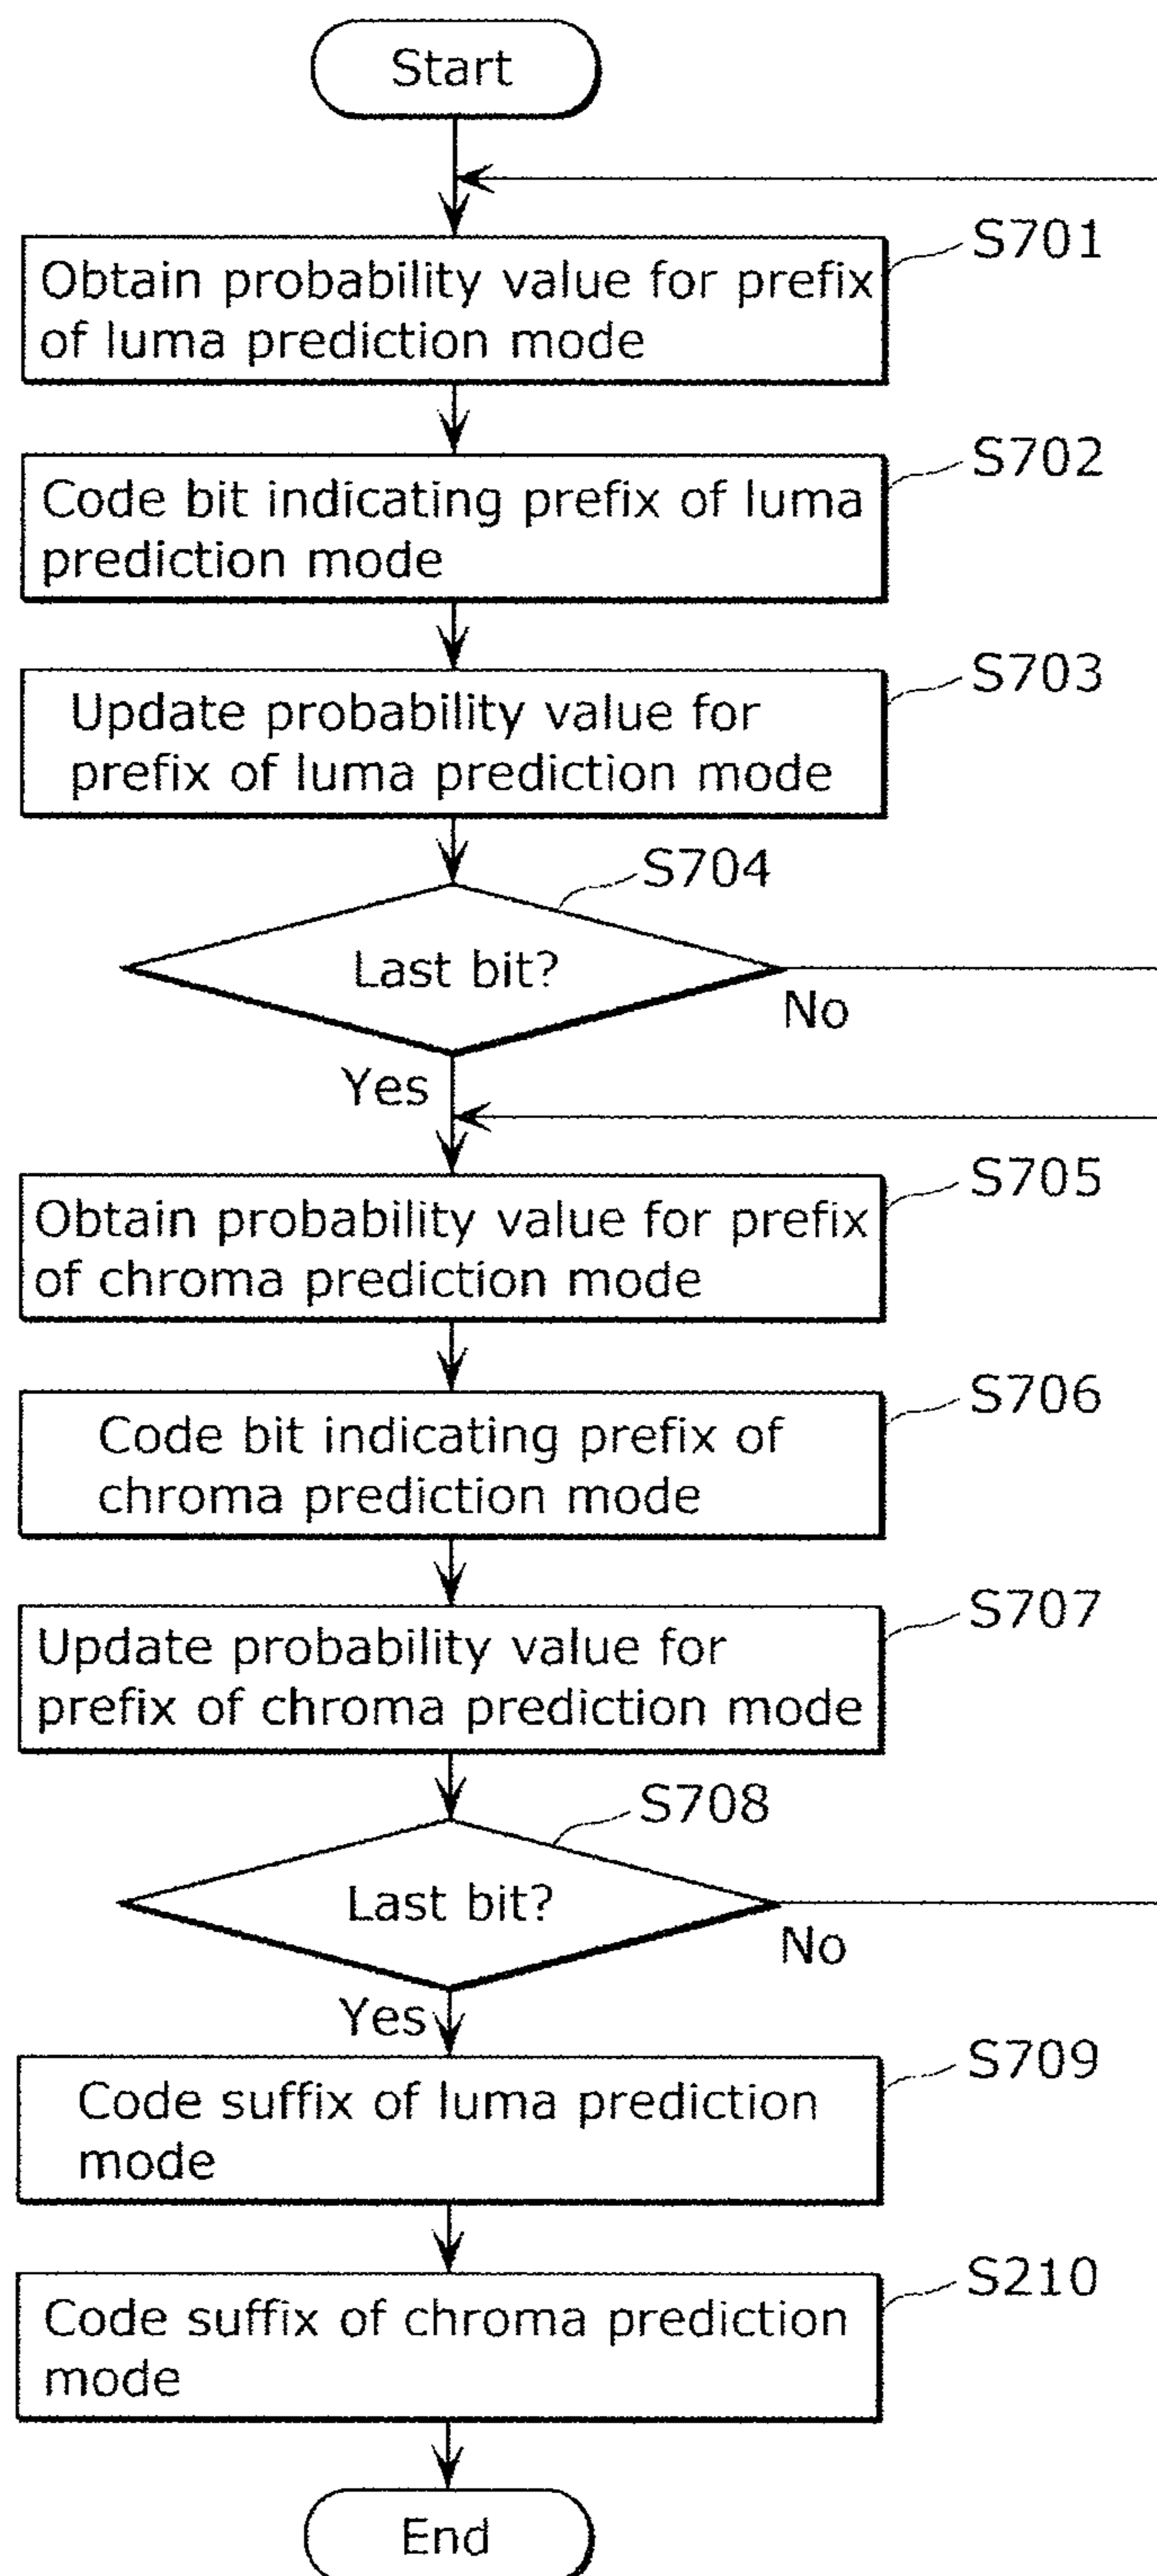 Start
S701
Obtain probability value for prefix
of luma prediction mode
S702
Code bit indicating prefix of luma
prediction mode
S703
Update probability value for
prefix of luma prediction mode
S704
Last bit?
No
Yes
S705
Obtain probability value for prefix
of chroma prediction mode
S706
Code bit indicating prefix of
chroma prediction mode
S707
Update probability value for
prefix of chroma prediction mode
S708
Last bit?
No
Yes
S709
Code suffix of luma prediction
mode
S210
Code suffix of chroma prediction
mode
End